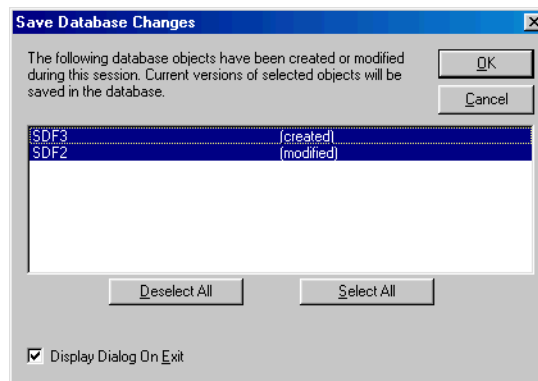 Save Database Changes
The following database objects have been created or modified
during this session. Current versions of selected objects will be
saved in the database.
OK
Cancel
SDF3 (created)
SDF2 (modified)
Deselect All
Select All
Display Dialog On Exit